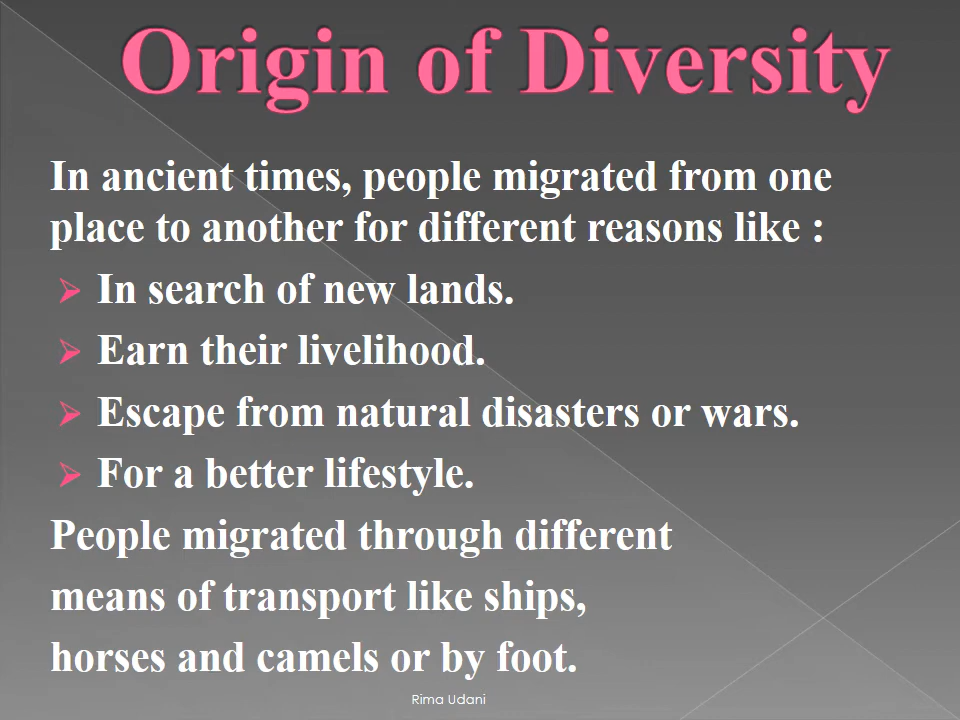 Origin of Diversity
In ancient times, people migrated from one
place to another for different reasons like :
In search of new lands.
Earn their livelihood.
Escape from natural disasters or wars.
For a better lifestyle.
People migrated through different
means of transport like ships,
horses and camels or by foot.
Rima Udani